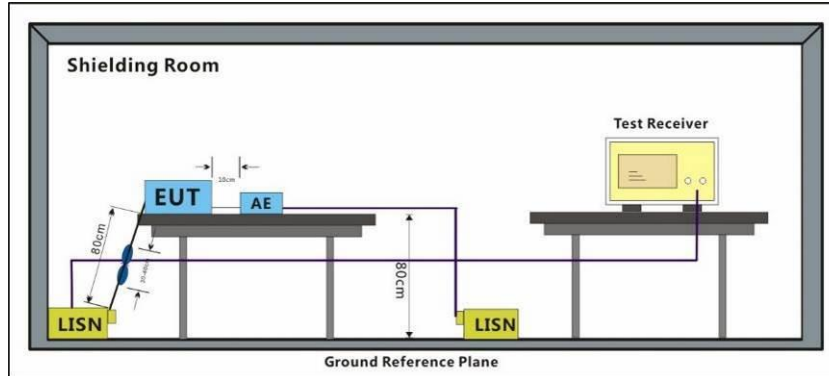 Shielding Room
Test Receiver
10cm
EUT
AE
80cm
80cm
LISN
LISN
Ground Reference Plane